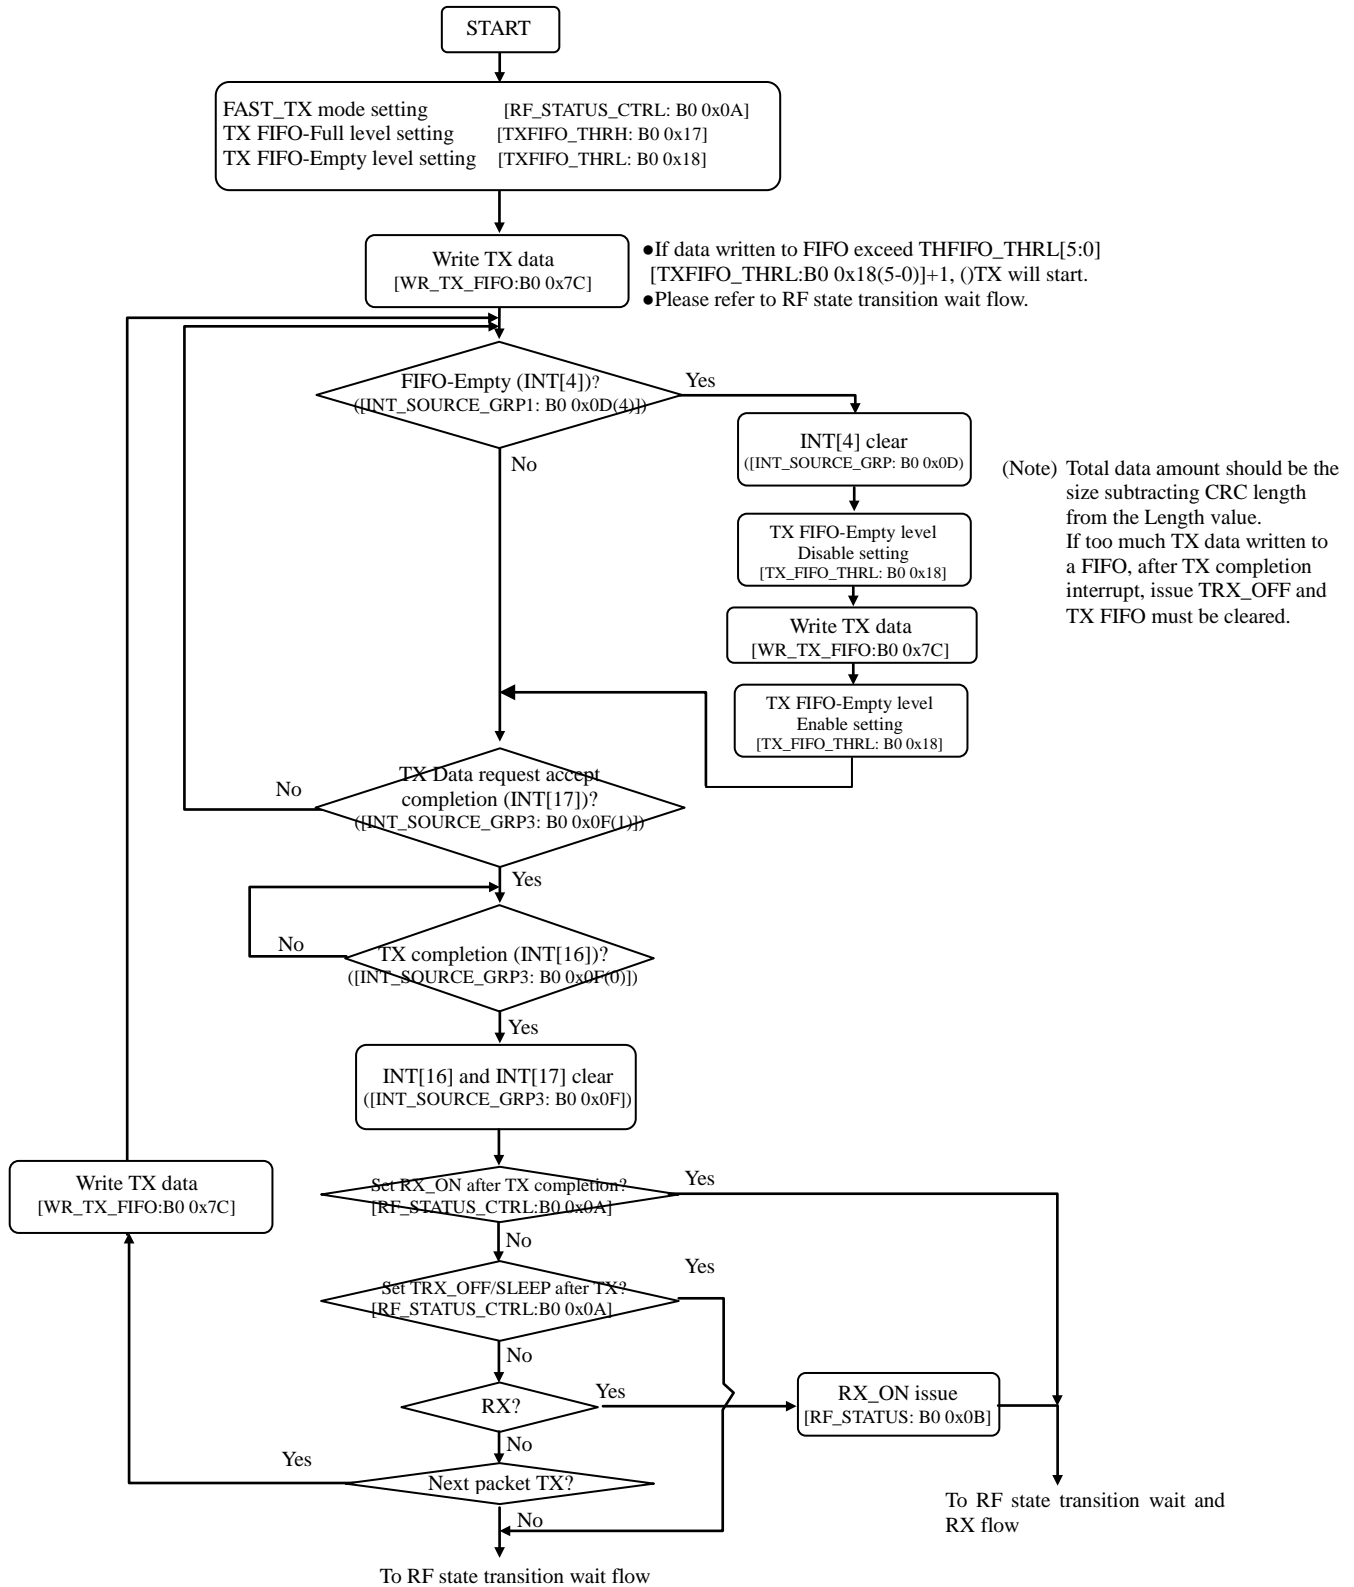 START
FAST_TX mode setting [RF_STATUS_CTRL: B0 0x0A]
TX FIFO-Full level setting [TXFIFO_THRH: B0 0x17]
TX FIFO-Empty level setting [TXFIFO_THRL: B0 0x18]
Write TX data
[WR_TX_FIFO:B0 0x7C]
●If data written to FIFO exceed THFIFO_THRL[5:0]
[TXFIFO_THRL:B0 0x18(5-0)]+1, ()TX will start.
●Please refer to RF state transition wait flow.
FIFO-Empty (INT[4])?
([INT_SOURCE_GRP1: B0 0x0D(4)])
Yes
No
INT[4] clear
([INT_SOURCE_GRP: B0 0x0D)
TX FIFO-Empty level
Disable setting
[TX_FIFO_THRL: B0 0x18]
Write TX data
[WR_TX_FIFO:B0 0x7C]
TX FIFO-Empty level
Enable setting
[TX_FIFO_THRL: B0 0x18]
(Note) Total data amount should be the
size subtracting CRC length
from the Length value.
If too much TX data written to
a FIFO, after TX completion
interrupt, issue TRX_OFF and
TX FIFO must be cleared.
TX Data request accept
completion (INT[17])?
([INT_SOURCE_GRP3: B0 0x0F(1)])
No
Yes
TX completion (INT[16])?
([INT_SOURCE_GRP3: B0 0x0F(0)])
No
Yes
INT[16] and INT[17] clear
([INT_SOURCE_GRP3: B0 0x0F])
Write TX data
[WR_TX_FIFO:B0 0x7C]
Set RX_ON after TX completion?
[RF_STATUS_CTRL:B0 0x0A]
Yes
No
Set TRX_OFF/SLEEP after TX?
[RF_STATUS_CTRL:B0 0x0A]
Yes
No
RX?
Yes
No
RX_ON issue
[RF_STATUS: B0 0x0B]
Next packet TX?
Yes
No
To RF state transition wait and
RX flow
To RF state transition wait flow